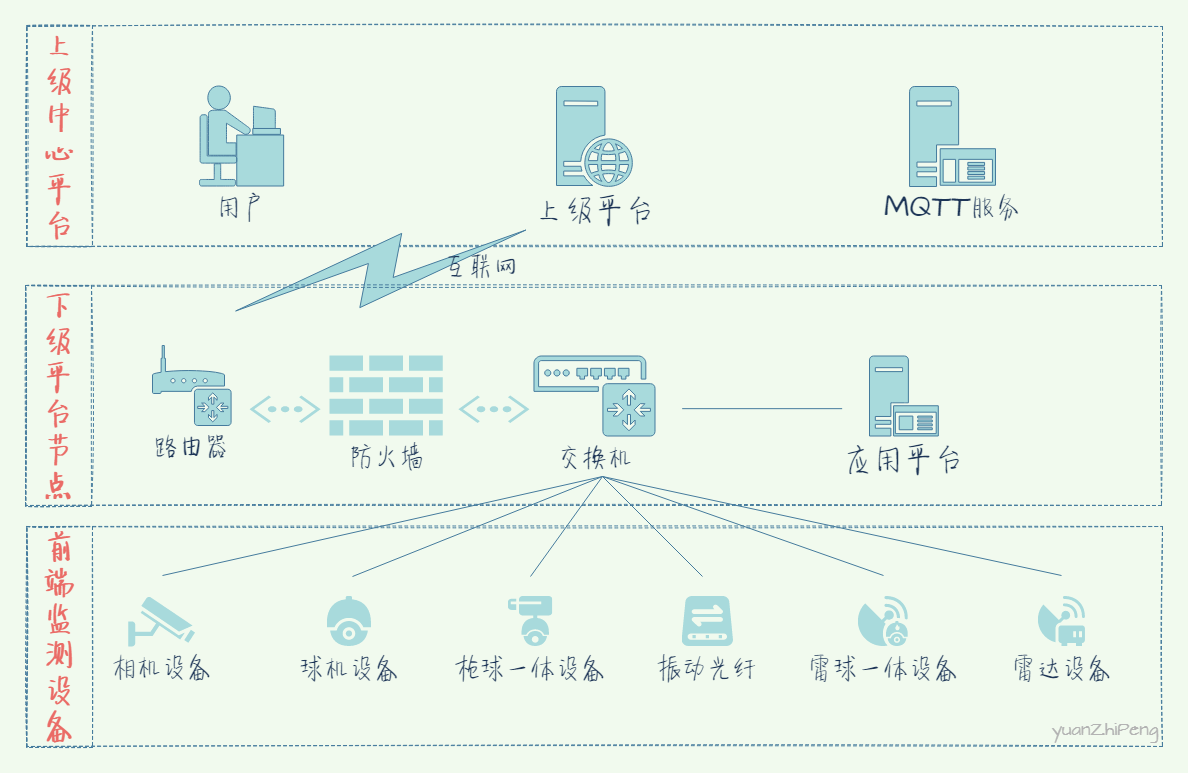 上级中心平台
用户
上级平台
MQTT服务
互联网
下级平台节点
路由器
防火墙
交换机
应用平台
前端监测设备
相机设备
球机设备
枪球一体设备
振动光纤
雷球一体设备
雷达设备
yuanZhiPeng